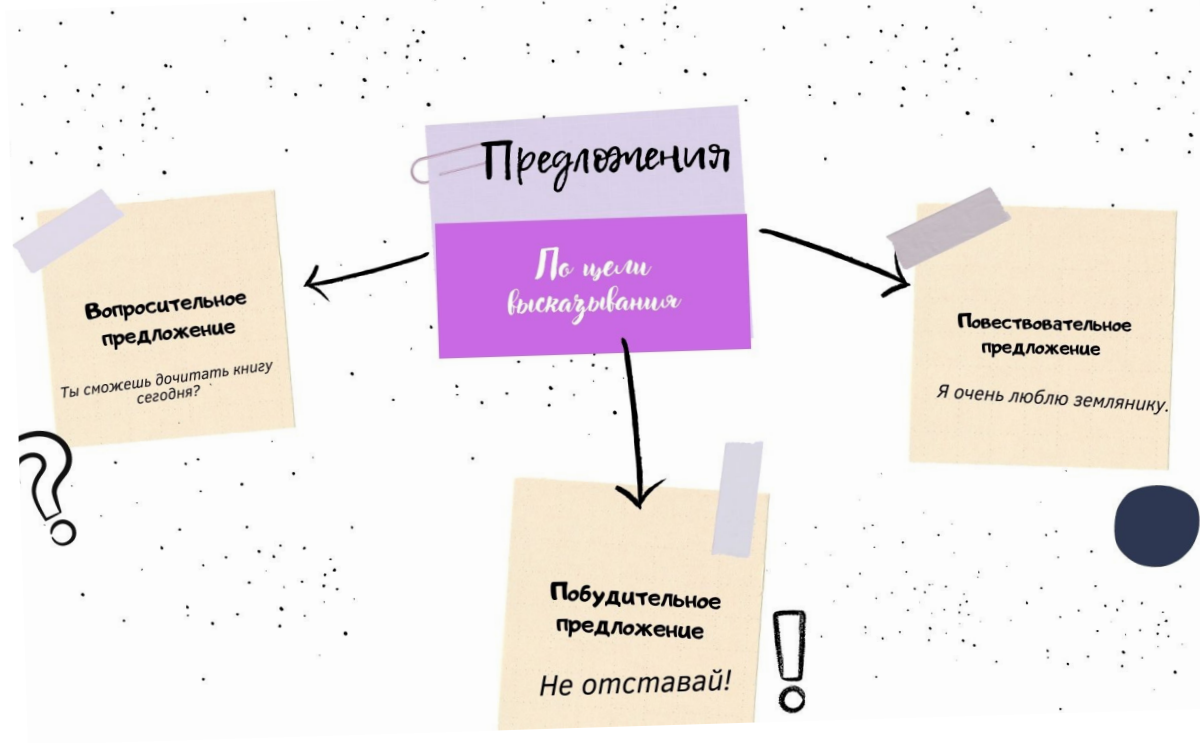 Предложения
По цели
высказывания
Вопросительное
предложение
Ты сможешь дочитать книгу
сегодня?
?
Повествовательное
предложение
Я очень люблю землянику.
Побудительное
предложение
Не отставай!
!